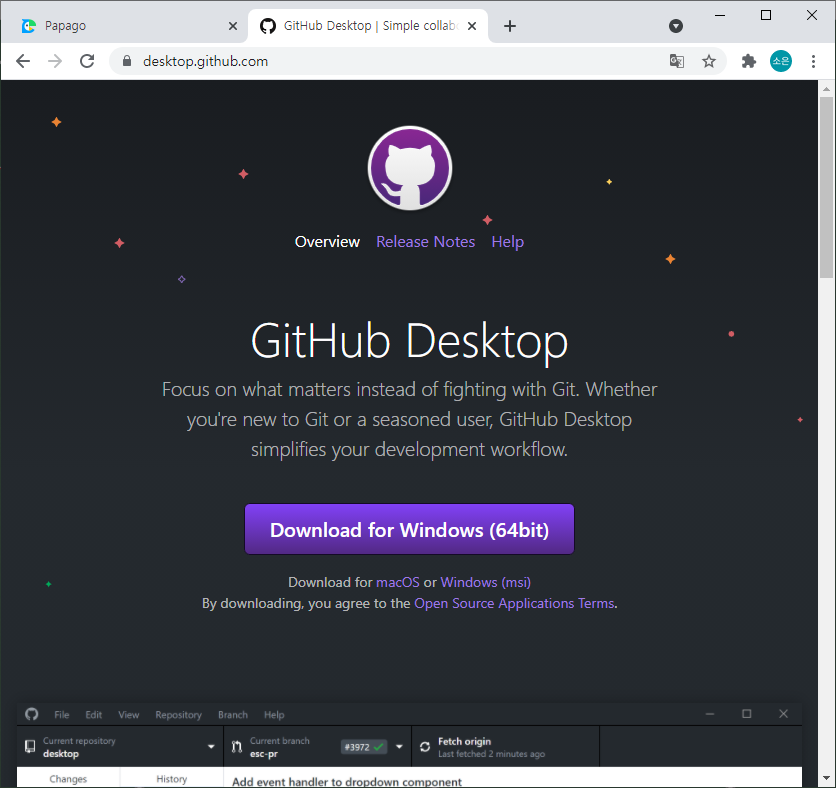 Papago
GitHub Desktop | Simple collab
desktop.github.com
소은
Overview Release Notes Help
GitHub Desktop
Focus on what matters instead of fighting with Git. Whether
you're new to Git or a seasoned user, GitHub Desktop
simplifies your development workflow.
Download for Windows (64bit)
Download for macOS or Windows (msi)
By downloading, you agree to the Open Source Applications Terms.
File Edit View Repository Branch Help
Current repository
desktop
Current branch
esc-pr
#3972
Fetch origin
Last fetched 2 minutes ago
Changes History
Add event handler to dropdown component